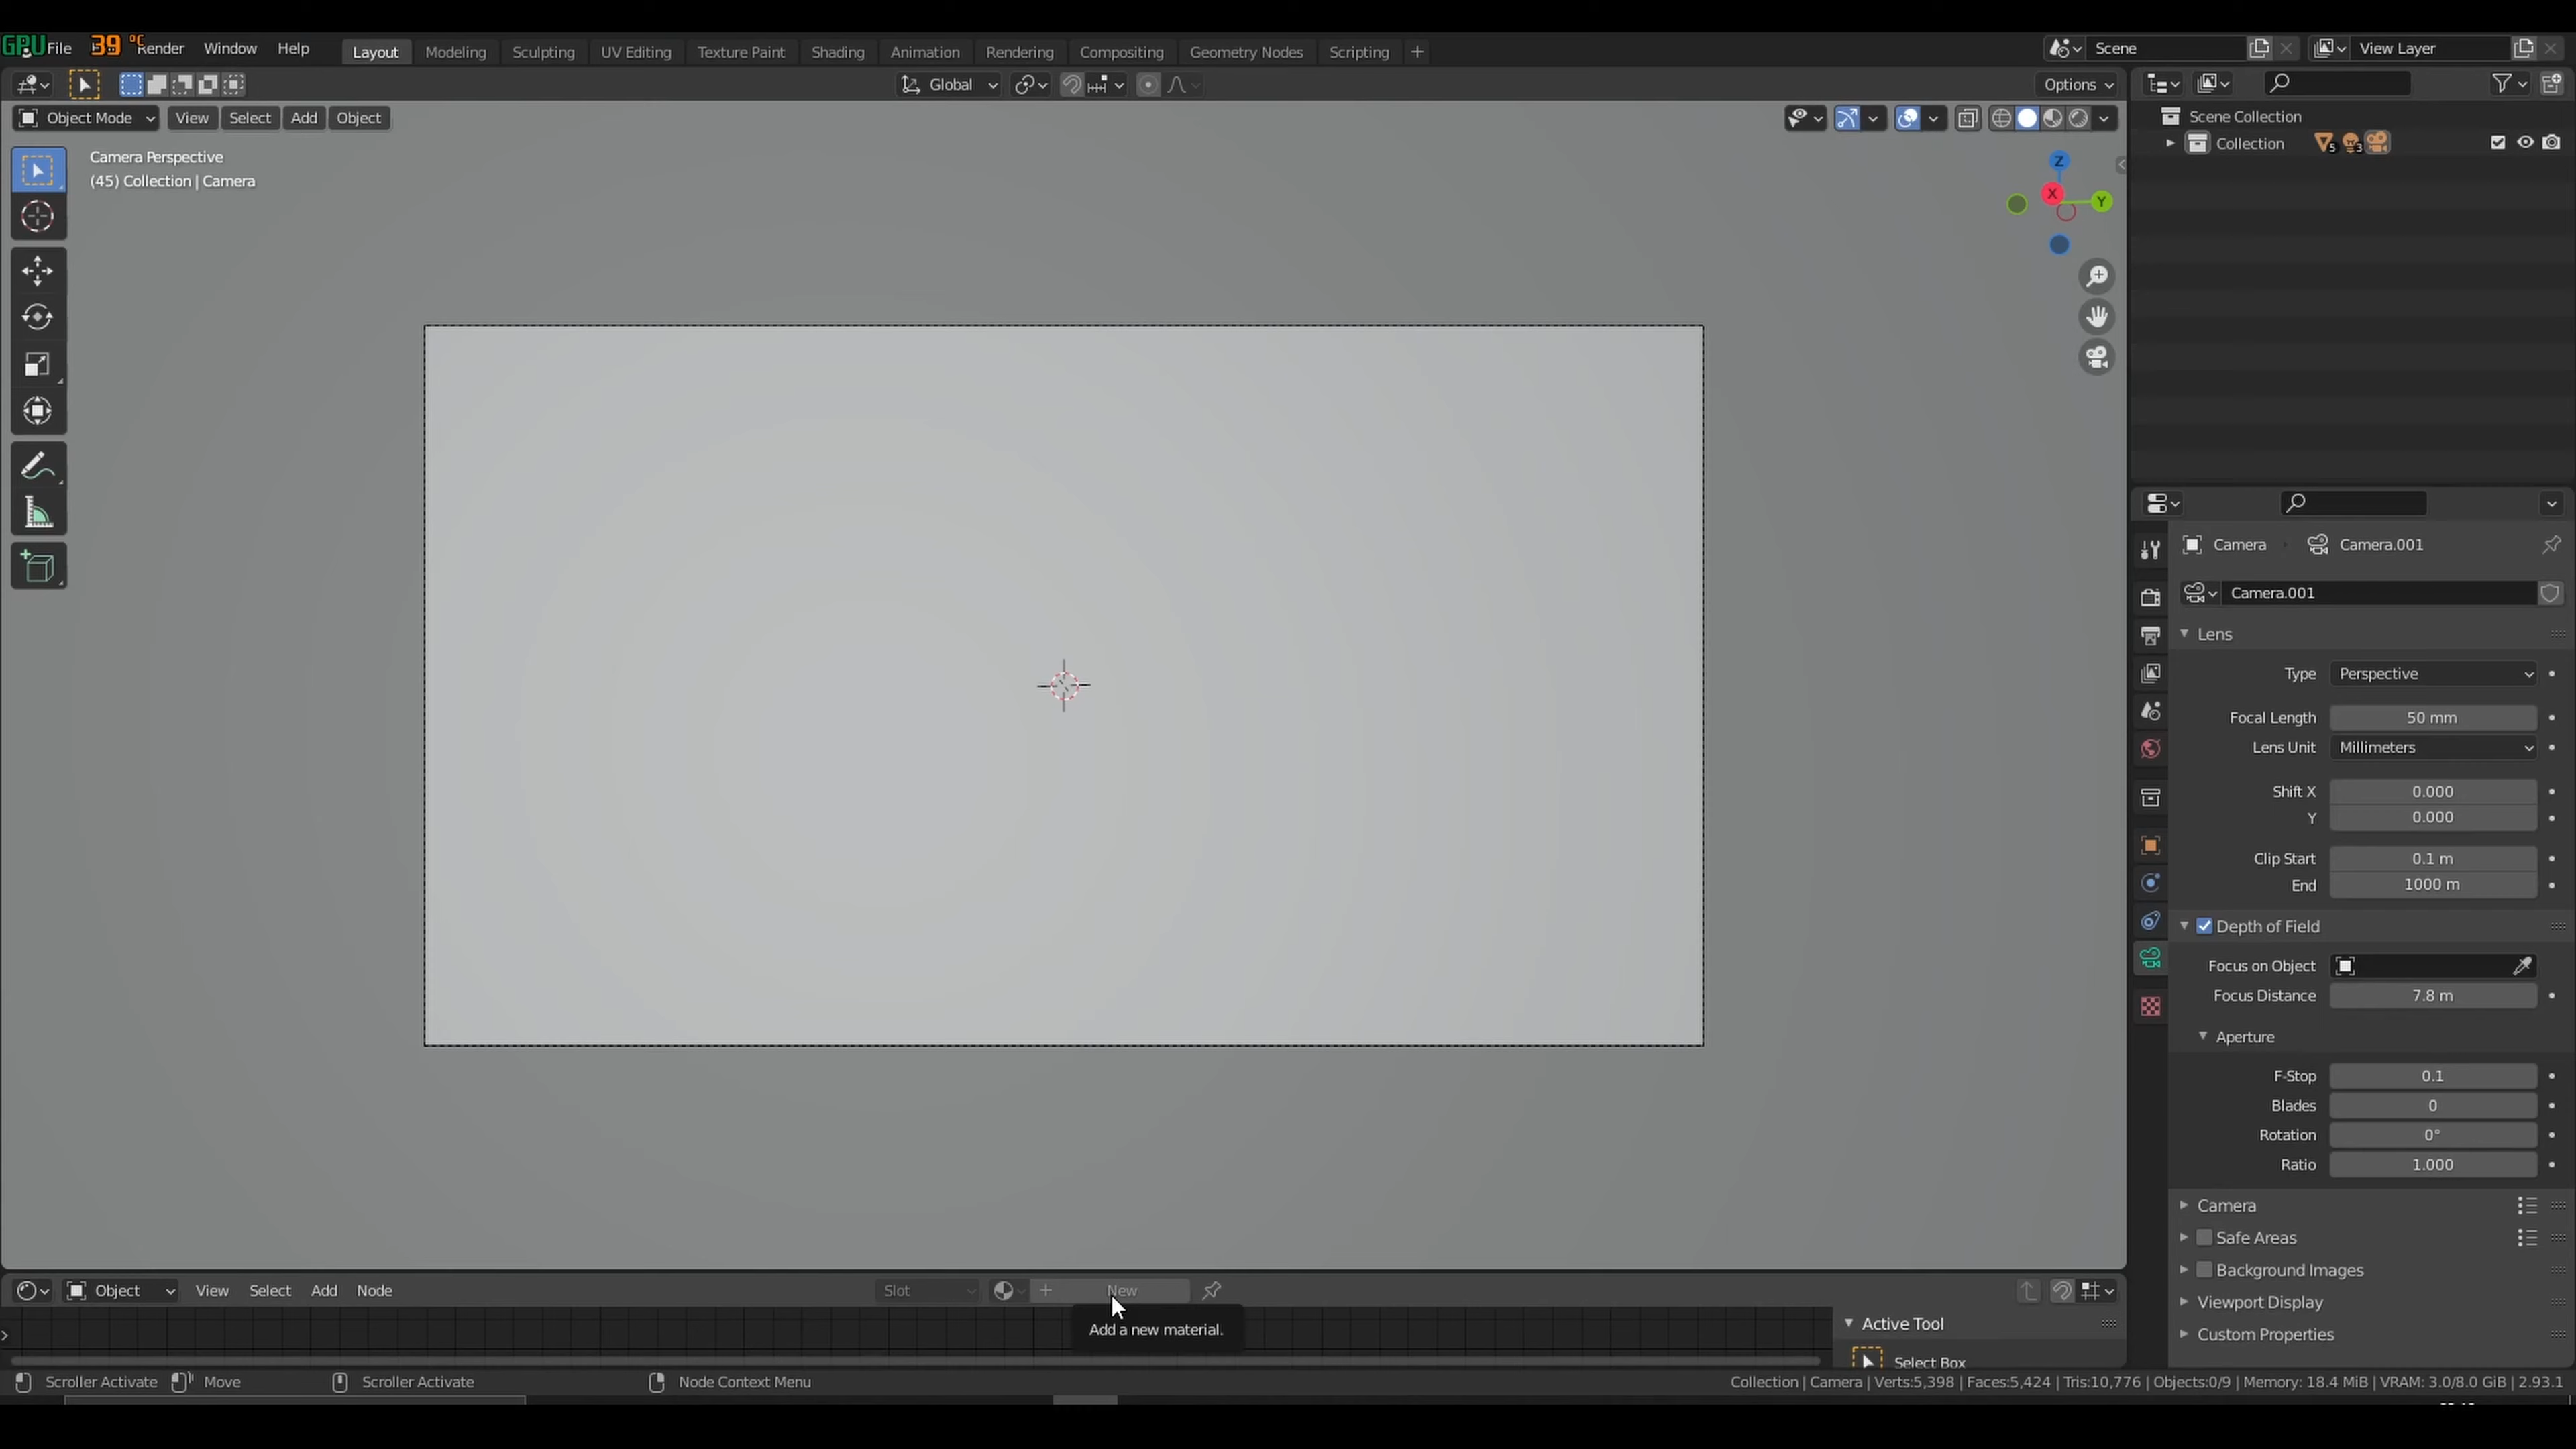 GPU 39 °C File Render Window Help Layout Modeling Sculpting UV Editing Texture Paint Shading Animation Rendering Compositing Geometry Nodes Scripting + Scene View Layer
Global Options
Object Mode View Select Add Object
Camera Perspective
(45) Collection | Camera
Z
X
Y
Scene Collection
Collection 5 3
Camera Camera.001
Camera.001
Lens
Type Perspective
Focal Length 50 mm
Lens Unit Millimeters
Shift X 0.000
Y 0.000
Clip Start 0.1 m
End 1000 m
Depth of Field
Focus on Object
Focus Distance 7.8 m
Aperture
F-Stop 0.1
Blades 0
Rotation 0°
Ratio 1.000
Camera
Safe Areas
Background Images
Viewport Display
Custom Properties
Object View Select Add Node Slot + New
Add a new material.
Active Tool
Select Box
Scroller Activate Move Scroller Activate Node Context Menu Collection | Camera | Verts:5,398 | Faces:5,424 | Tris:10,776 | Objects:0/9 | Memory: 18.4 MiB | VRAM: 3.0/8.0 GiB | 2.93.1